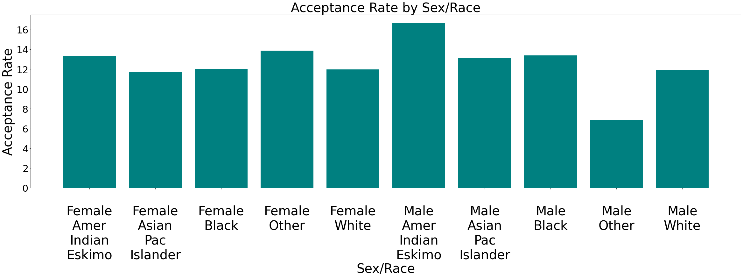 Acceptance Rate by Sex/Race
Acceptance Rate
16
14
12
10
8
6
4
2
0
Female Amer Indian Eskimo
Female Asian Pac Islander
Female Black
Female Other
Female White
Male Amer Indian Eskimo
Male Asian Pac Islander
Male Black
Male Other
Male White
Sex/Race